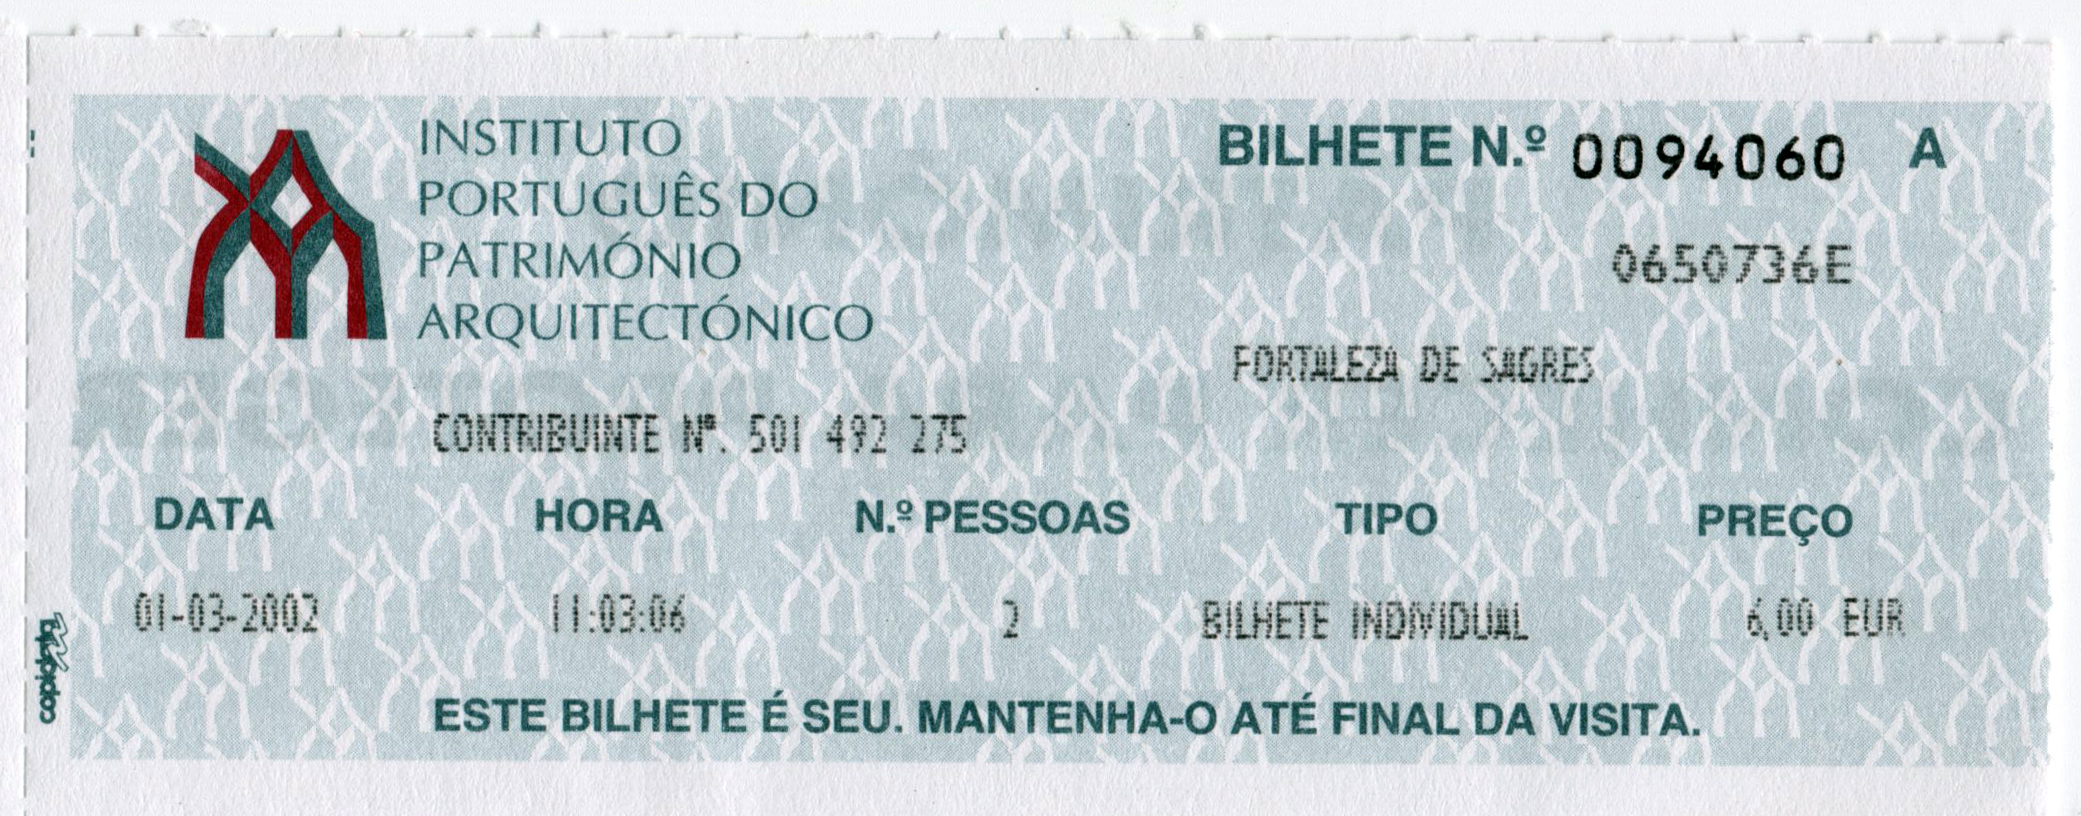 INSTITUTO
PORTUGUÊS DO
PATRIMÓNIO
ARQUITECTÓNICO
BILHETE N.º 0094060 A
0650736E
FORTALEZA DE SAGRES
CONTRIBUINTE Nº. 501 492 275
DATA HORA N.º PESSOAS TIPO PREÇO
01-03-2002 11:03:06 2 BILHETE INDIVIDUAL 6,00 EUR
ESTE BILHETE É SEU. MANTENHA-O ATÉ FINAL DA VISITA.